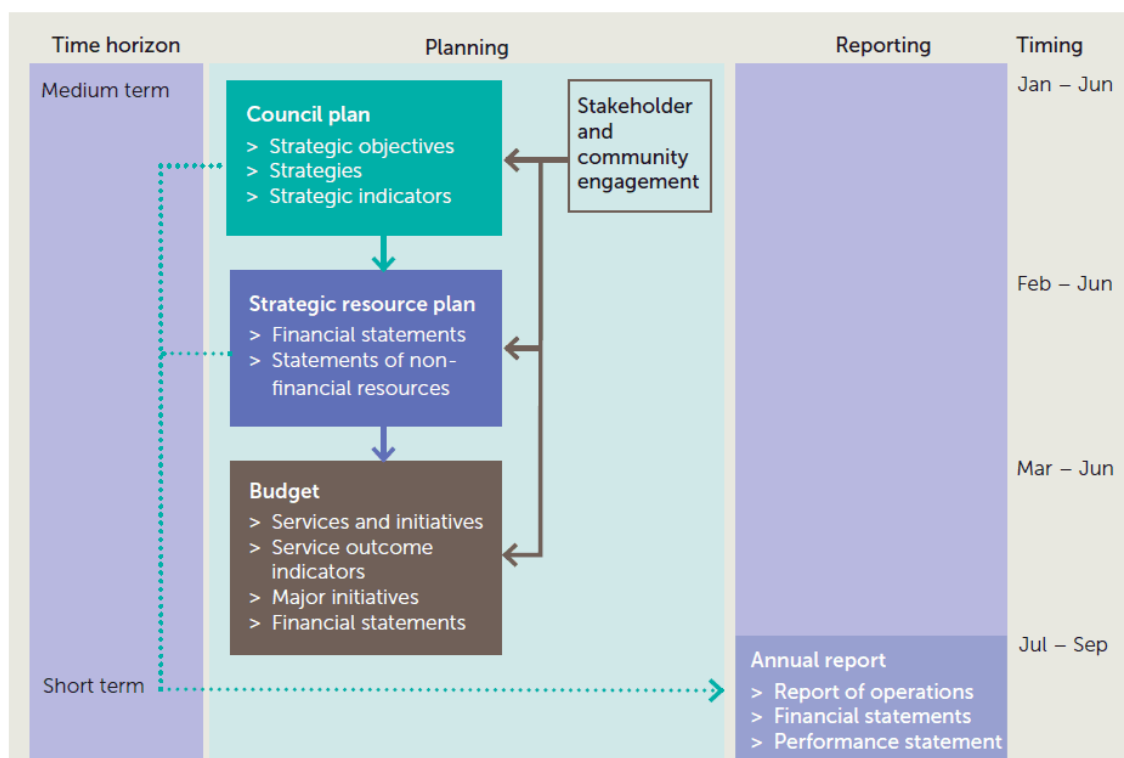 Time horizon
Planning
Reporting
Timing
Medium term
Council plan
> Strategic objectives
> Strategies
> Strategic indicators
Stakeholder
and
community
engagement
Jan – Jun
Strategic resource plan
> Financial statements
> Statements of non-
financial resources
Feb – Jun
Budget
> Services and initiatives
> Service outcome
indicators
> Major initiatives
> Financial statements
Mar – Jun
Short term
Annual report
> Report of operations
> Financial statements
> Performance statement
Jul – Sep